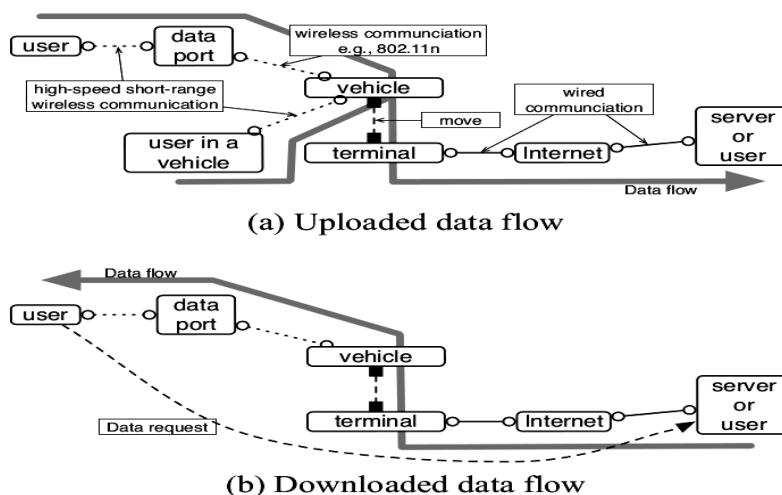 user
data
port
wireless communciation
e.g., 802.11n
high-speed short-range
wireless communication
vehicle
wired
communciation
move
server
or
user
user in a
vehicle
terminal
Internet
Data flow
(a) Uploaded data flow
Data flow
user
data
port
vehicle
server
or
user
Data request
terminal
Internet
(b) Downloaded data flow